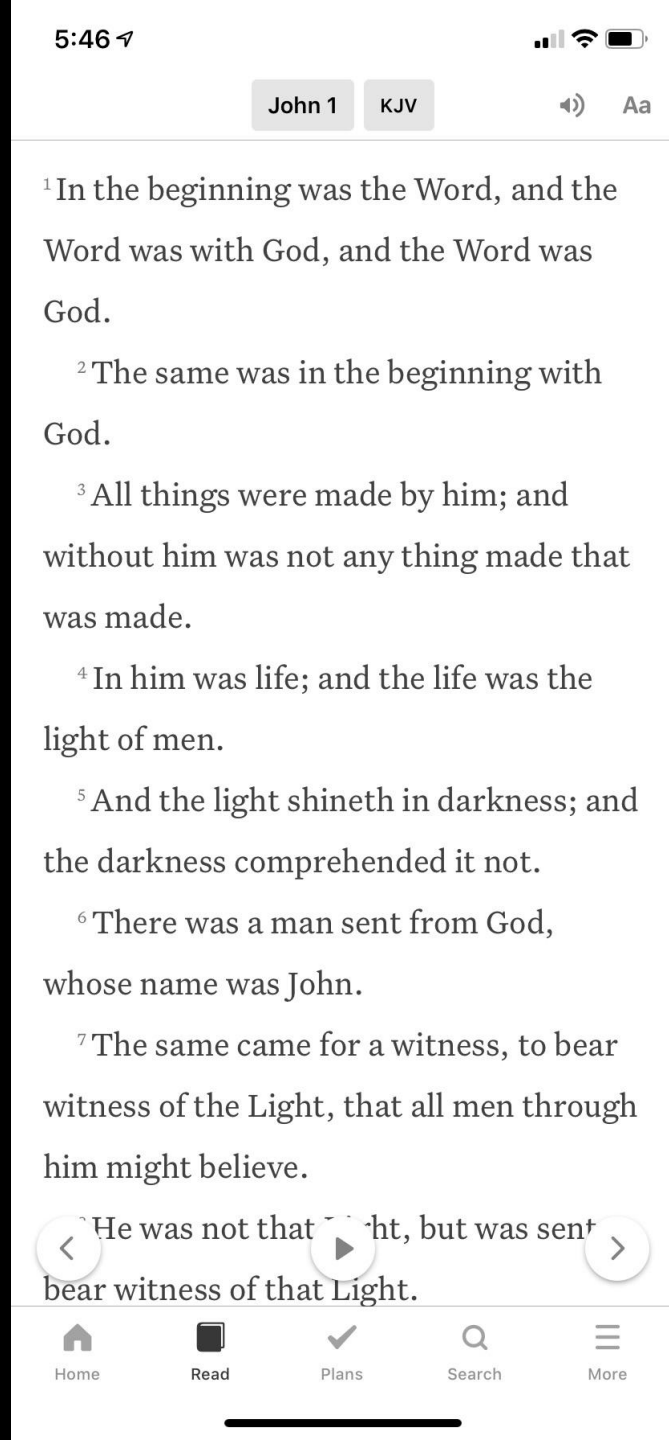 5:46
John 1 KJV Aa
1 In the beginning was the Word, and the
Word was with God, and the Word was
God.
2 The same was in the beginning with
God.
3 All things were made by him; and
without him was not any thing made that
was made.
4 In him was life; and the life was the
light of men.
5 And the light shineth in darkness; and
the darkness comprehended it not.
6 There was a man sent from God,
whose name was John.
7 The same came for a witness, to bear
witness of the Light, that all men through
him might believe.
He was not that Light, but was sent
bear witness of that Light.
Home Read Plans Search More